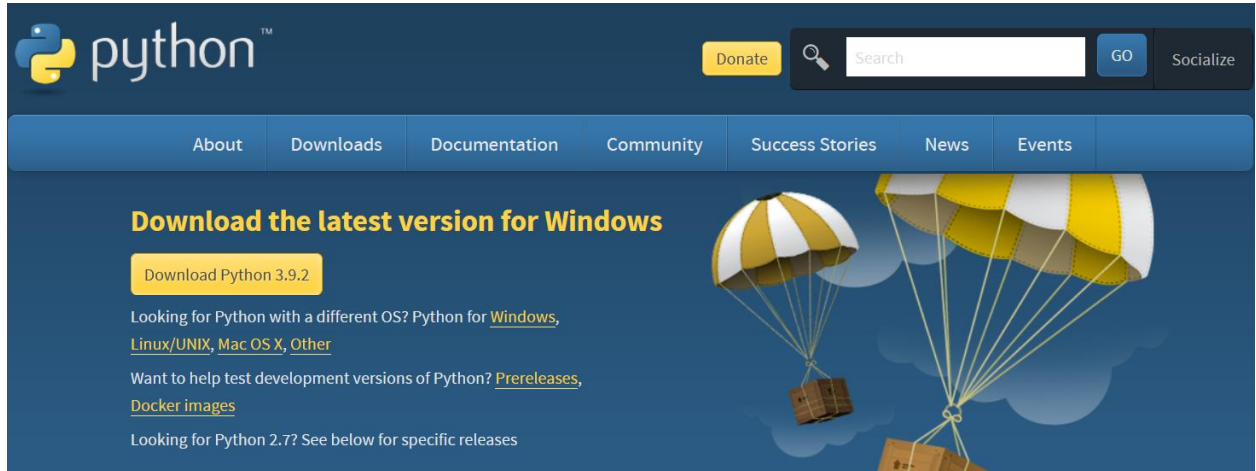 python™
Donate
Search
GO
Socialize
About Downloads Documentation Community Success Stories News Events
Download the latest version for Windows
Download Python 3.9.2
Looking for Python with a different OS? Python for Windows,
Linux/UNIX, Mac OS X, Other
Want to help test development versions of Python? Prereleases,
Docker images
Looking for Python 2.7? See below for specific releases